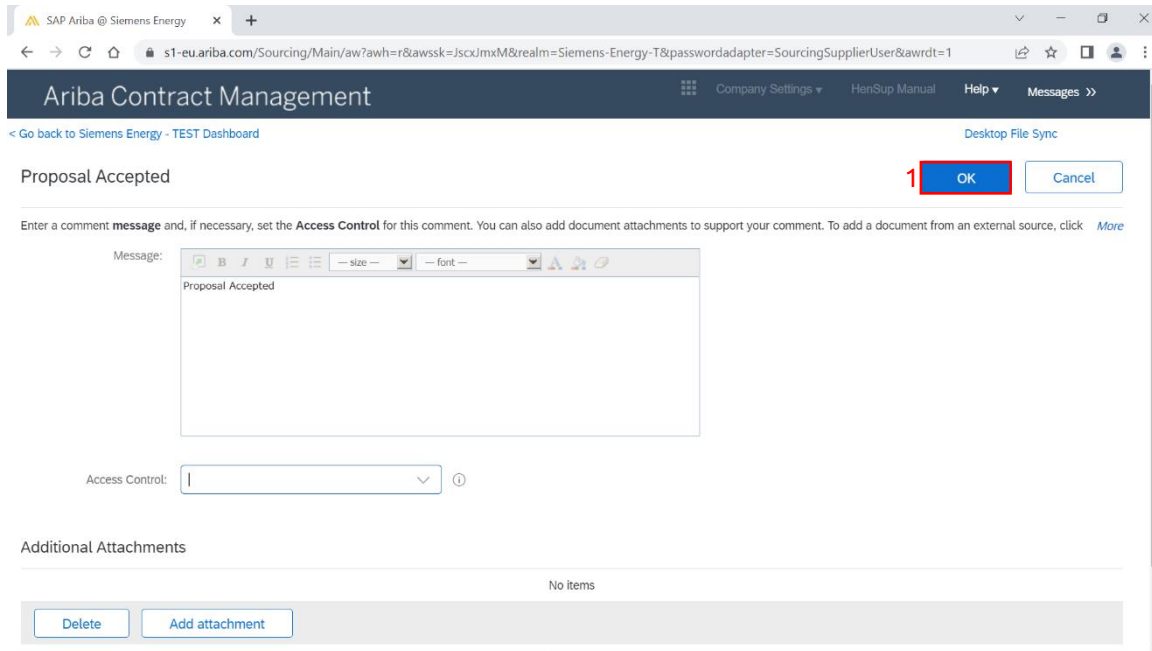 SAP Ariba @ Siemens Energy
s1-eu.ariba.com/Sourcing/Main/aw?awh=r&awssk=JscxJmxM&realm=Siemens-Energy-T&passwordadapter=SourcingSupplierUser&awrdt=1
Ariba Contract Management Company Settings HenSup Manual Help Messages >>
< Go back to Siemens Energy - TEST Dashboard Desktop File Sync
Proposal Accepted 1 OK Cancel
Enter a comment message and, if necessary, set the Access Control for this comment. You can also add document attachments to support your comment. To add a document from an external source, click More
Message: B I U — size — — font — A
Proposal Accepted
Access Control:
Additional Attachments
No items
Delete Add attachment